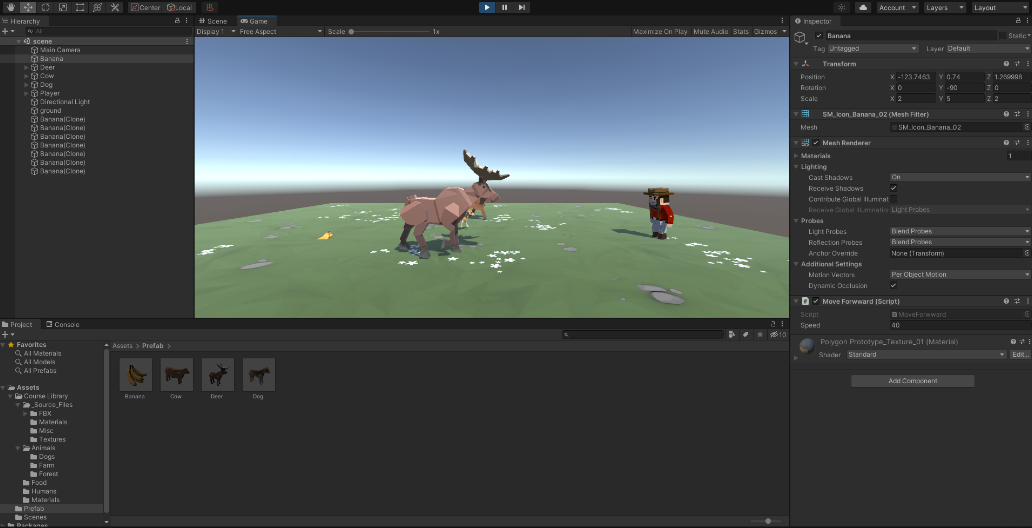 Center
Local
Account
Layers
Layout
Hierarchy
All
scene
Main Camera
Banana
Deer
Cow
Dog
Player
Directional Light
ground
Banana(Clone)
Banana(Clone)
Banana(Clone)
Banana(Clone)
Banana(Clone)
Banana(Clone)
Banana(Clone)
Scene
Game
Display 1
Free Aspect
Scale
1x
Maximize On Play
Mute Audio
Stats
Gizmos
Inspector
Banana
Static
Tag Untagged
Layer Default
Transform
Position X -123.7463 Y 0.74 Z 1.269998
Rotation X 0 Y -90 Z 0
Scale X 2 Y 5 Z 2
SM_Icon_Banana_02 (Mesh Filter)
Mesh SM_Icon_Banana_02
Mesh Renderer
Materials 1
Lighting
Cast Shadows On
Receive Shadows
Contribute Global Illuminat
Receive Global Illumination Light Probes
Probes
Light Probes Blend Probes
Reflection Probes Blend Probes
Anchor Override None (Transform)
Additional Settings
Motion Vectors Per Object Motion
Dynamic Occlusion
Move Forwward (Script)
Script MoveForwward
Speed 40
Polygon Prototype_Texture_01 (Material)
Shader Standard
Edit...
Add Component
Project
Console
10
Favorites
All Materials
All Models
All Prefabs
Assets
Course Library
_Source_Files
FBX
Materials
Misc
Textures
Animals
Dogs
Farm
Forest
Food
Humans
Materials
Prefab
Scenes
Packages
Assets > Prefab >
Banana
Cow
Deer
Dog